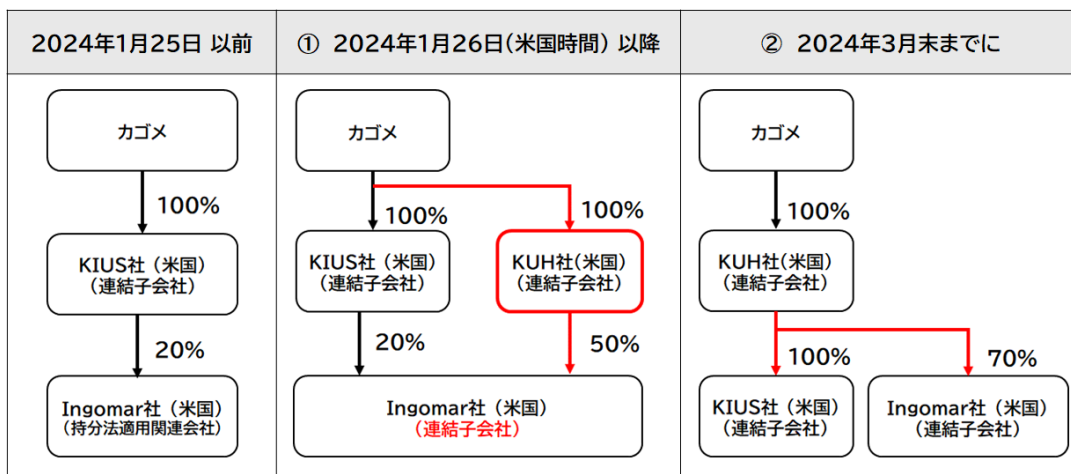 2024年1月25日 以前
カゴメ
100%
KIUS社（米国）
（連結子会社）
20%
Ingomar社（米国）
（持分法適用関連会社）
① 2024年1月26日(米国時間) 以降
カゴメ
100%
100%
KIUS社（米国）
（連結子会社）
KUH社(米国)
（連結子会社）
20%
50%
Ingomar社（米国）
（連結子会社）
② 2024年3月末までに
カゴメ
100%
KUH社(米国)
（連結子会社）
100%
70%
KIUS社（米国）
（連結子会社）
Ingomar社（米国）
（連結子会社）